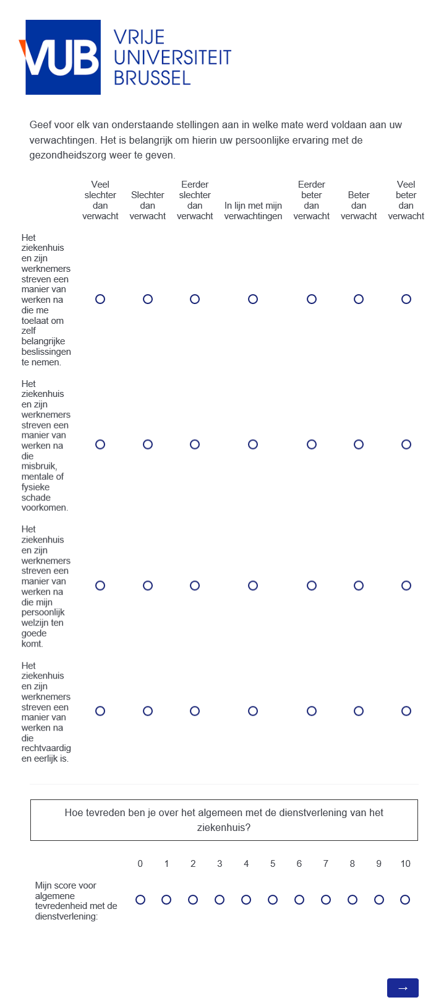 VUB
VRIJE
UNIVERSITEIT
BRUSSEL
Geef voor elk van onderstaande stellingen aan in welke mate werd voldaan aan uw
verwachtingen. Het is belangrijk om hierin uw persoonlijke ervaring met de
gezondheidszorg weer te geven.
Veel
slechter
dan
verwacht
Slechter
dan
verwacht
Eerder
slechter
dan
verwacht
In lijn met mijn
verwachtingen
Eerder
beter
dan
verwacht
Beter
dan
verwacht
Veel
beter
dan
verwacht
Het
ziekenhuis
en zijn
werknemers
streven een
manier van
werken na
die me
toelaat om
zelf
belangrijke
beslissingen
te nemen.
Het
ziekenhuis
en zijn
werknemers
streven een
manier van
werken na
die
misbruik,
mentale of
fysieke
schade
voorkomen.
Het
ziekenhuis
en zijn
werknemers
streven een
manier van
werken na
die mijn
persoonlijk
welzijn ten
goede
komt.
Het
ziekenhuis
en zijn
werknemers
streven een
manier van
werken na
die
rechtvaardig
en eerlijk is.
Hoe tevreden ben je over het algemeen met de dienstverlening van het
ziekenhuis?
0 1 2 3 4 5 6 7 8 9 10
Mijn score voor
algemene
tevredenheid met de
dienstverlening:
→